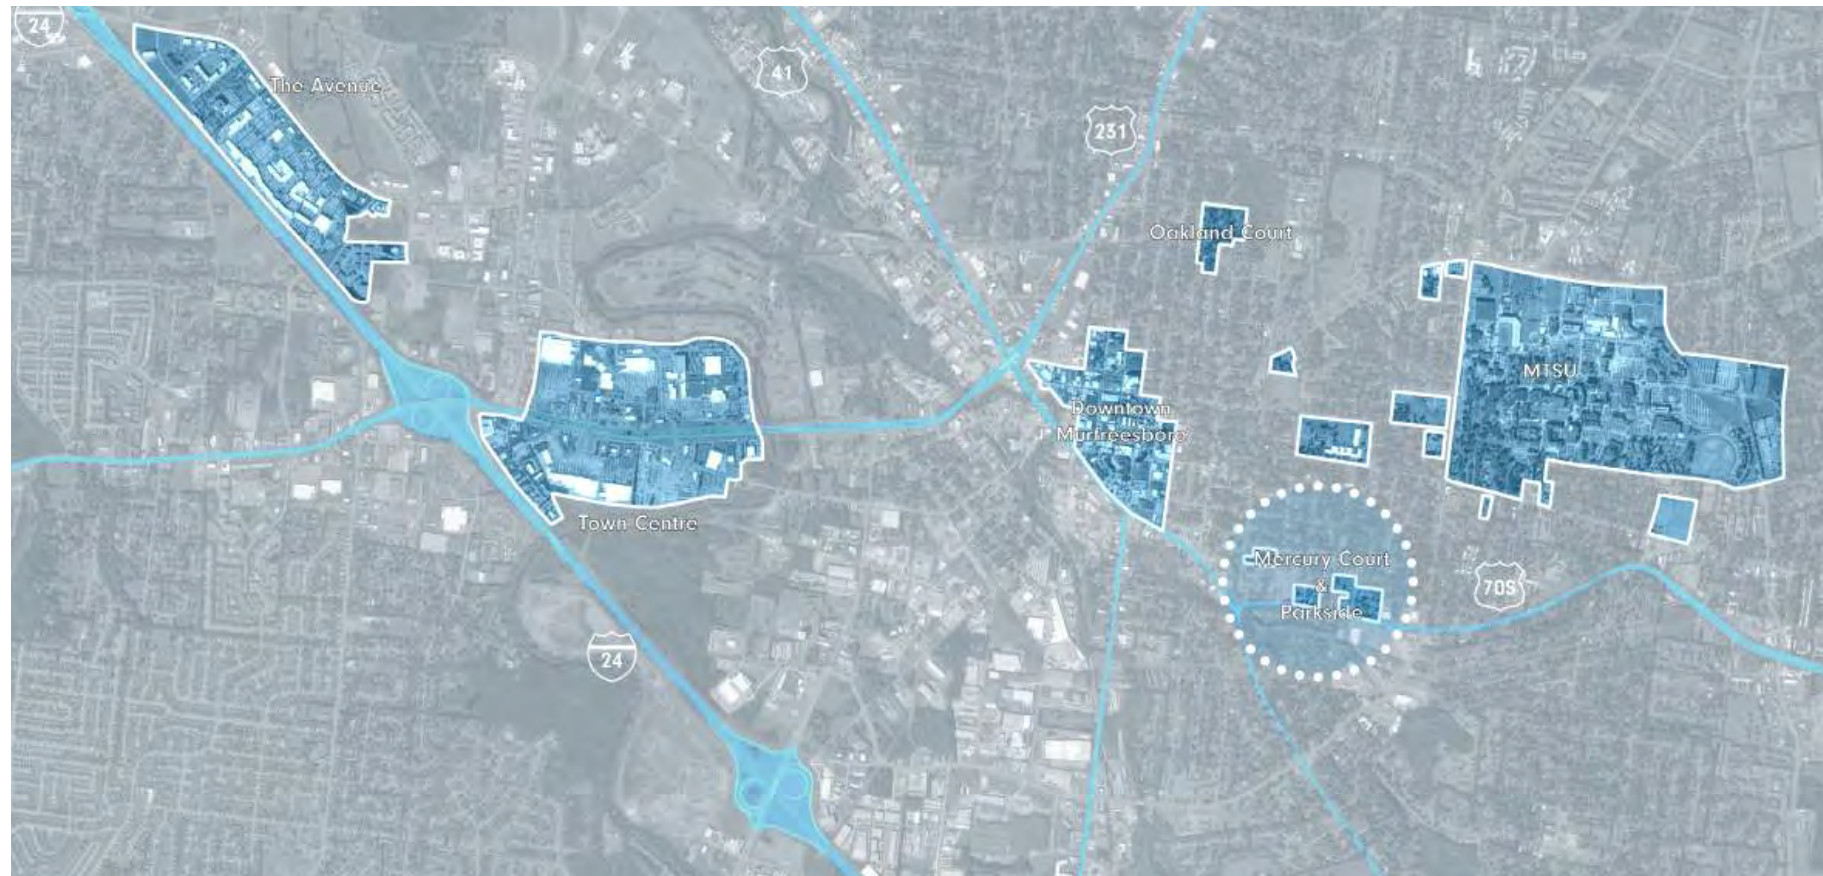 24
The Avenue
41
231
Oakland Court
MTSU
Downtown
Murfreesboro
Town Centre
Mercury Court
&
Parkside
70S
24